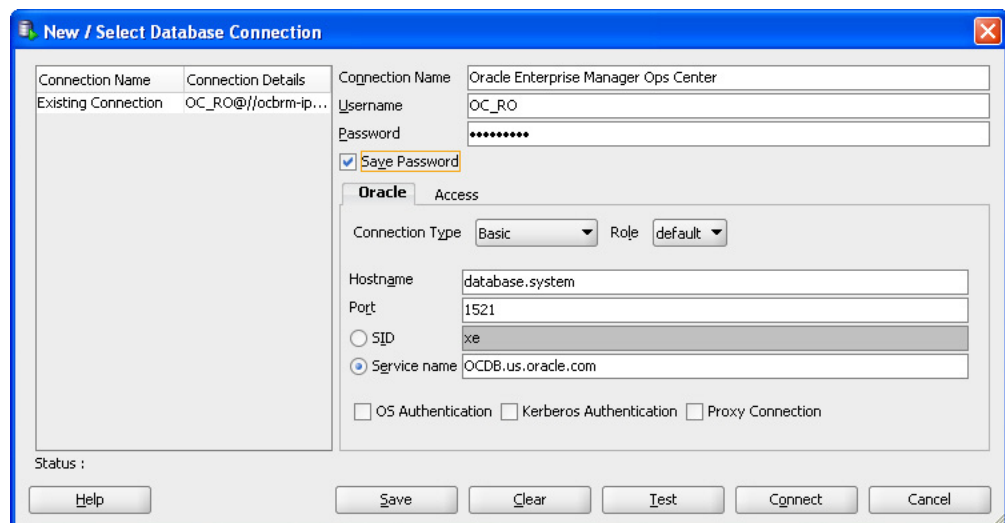 New / Select Database Connection
Connection Name Connection Details
Existing Connection OC_RO@//ocbrm-ip...
Connection Name Oracle Enterprise Manager Ops Center
Username OC_RO
Password •••••••••
Save Password
Oracle Access
Connection Type Basic Role default
Hostname database.system
Port 1521
SID xe
Service name OCDB.us.oracle.com
OS Authentication Kerberos Authentication Proxy Connection
Status :
Help Save Clear Test Connect Cancel